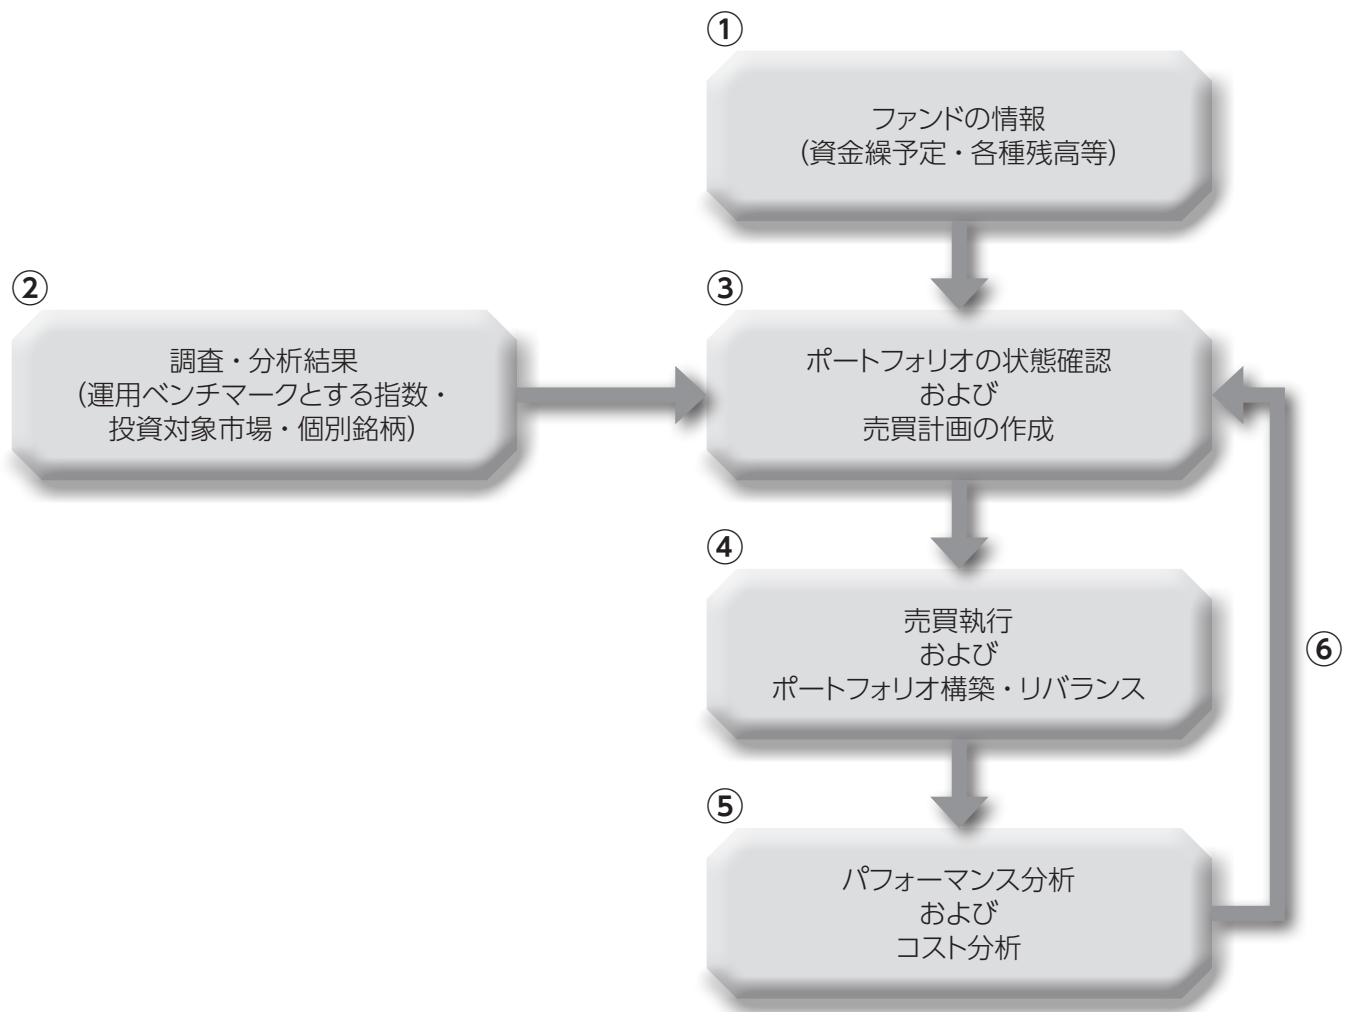 ①
ファンドの情報
(資金繰予定・各種残高等)
②
調査・分析結果
(運用ベンチマークとする指数・
投資対象市場・個別銘柄)
③
ポートフォリオの状態確認
および
売買計画の作成
④
売買執行
および
ポートフォリオ構築・リバランス
⑤
パフォーマンス分析
および
コスト分析
⑥